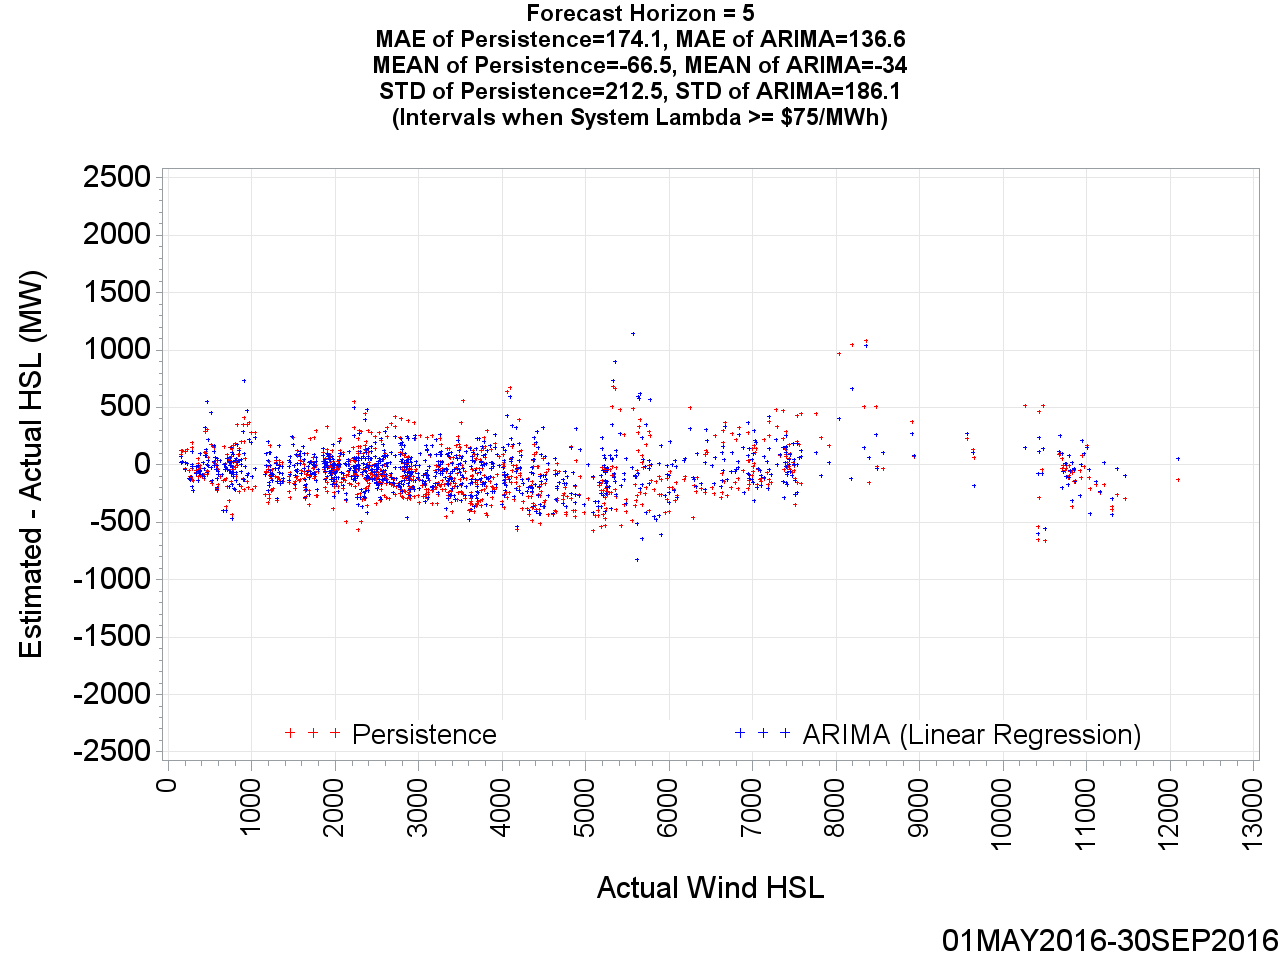 Forecast Horizon = 5
MAE of Persistence=174.1, MAE of ARIMA=136.6
MEAN of Persistence=-66.5, MEAN of ARIMA=-34
STD of Persistence=212.5, STD of ARIMA=186.1
(Intervals when System Lambda >= $75/MWh)
Estimated - Actual HSL (MW)
2500
2000
1500
1000
500
0
-500
-1000
-1500
-2000
-2500
Persistence
ARIMA (Linear Regression)
0 1000 2000 3000 4000 5000 6000 7000 8000 9000 10000 11000 12000 13000
Actual Wind HSL
01MAY2016-30SEP2016